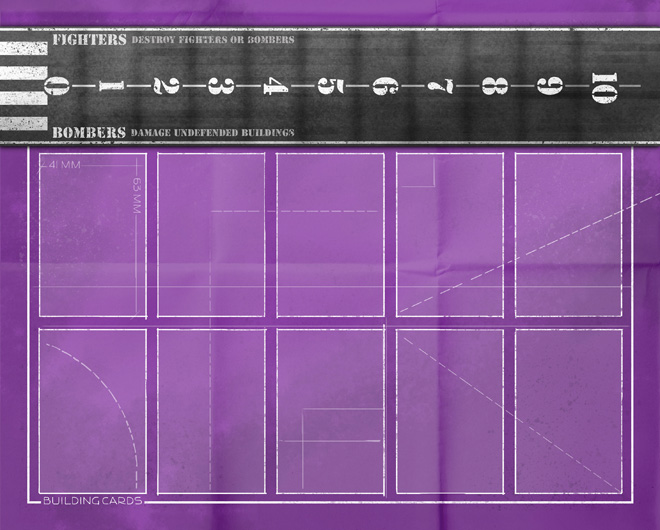 FIGHTERS DESTROY FIGHTERS OR BOMBERS
0 1 2 3 4 5 6 7 8 9 10
BOMBERS DAMAGE UNDEFENDED BUILDINGS
41 MM
63 MM
BUILDING CARDS